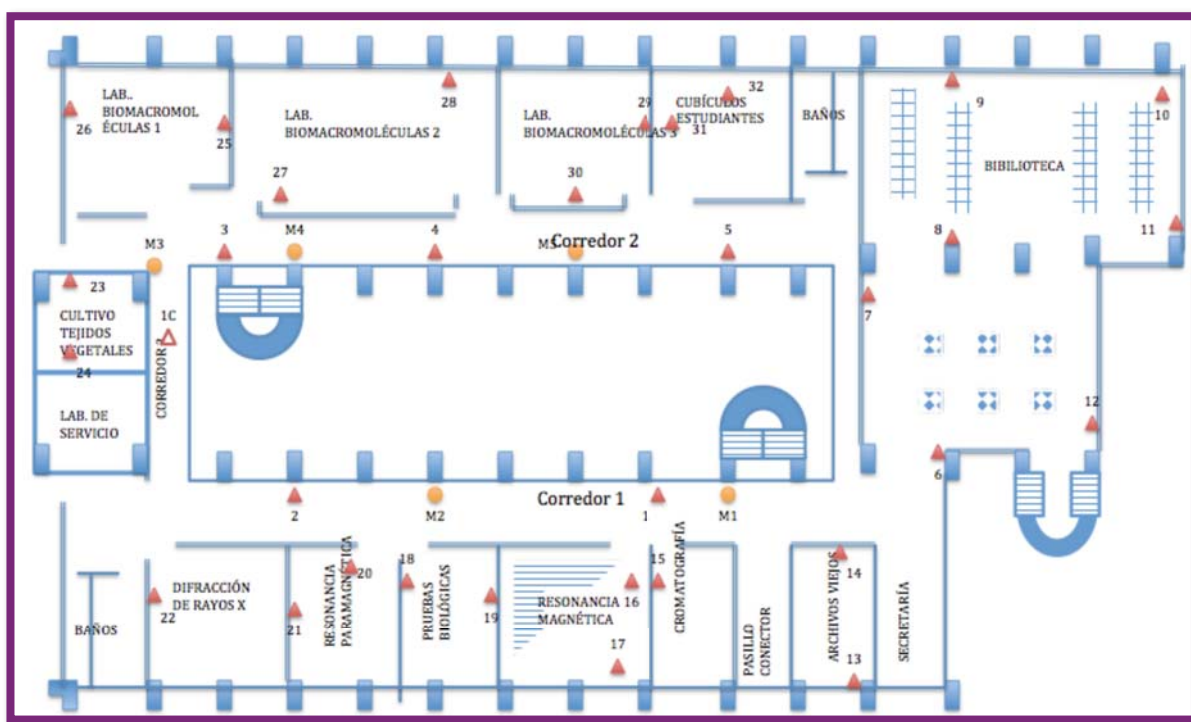 LAB..
BIOMACROMOL
ÉCULAS 1
26
25
LAB.
BIOMACROMOLÉCULAS 2
28
27
LAB.
BIOMACROMOLÉCULAS 3
29
30
CUBÍCULOS
ESTUDIANTES
32
31
BAÑOS
9
10
BIBILIOTECA
8
11
M3
3
M4
4
Corredor 2
5
7
23
CULTIVO
TEJIDOS
VEGETALES
24
1C
CORREDOR
LAB. DE
SERVICIO
12
6
Corredor 1
2
M2
1
M1
BAÑOS
DIFRACCIÓN
DE RAYOS X
22
21
RESONANCIA
PARAMAGNÉTICA
20
18
PRUEBAS
BIOLÓGICAS
19
RESONANCIA
MAGNÉTICA
16
17
15
CROMATOGRAFÍA
PASILLO
CONECTOR
ARCHIVOS VIEJOS
14
13
SECRETARÍA